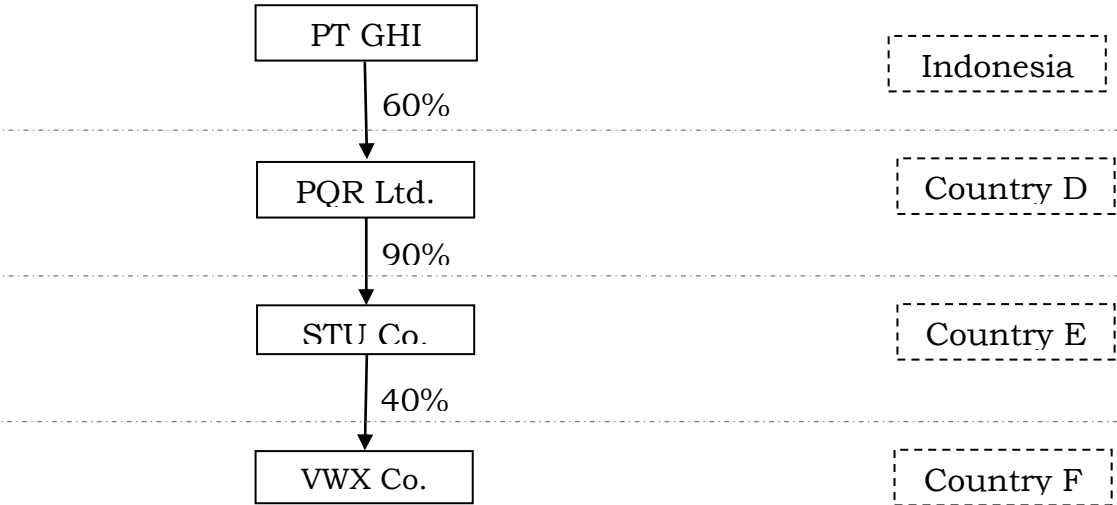 PT GHI
Indonesia
60%
PQR Ltd.
Country D
90%
STU Co.
Country E
40%
VWX Co.
Country F